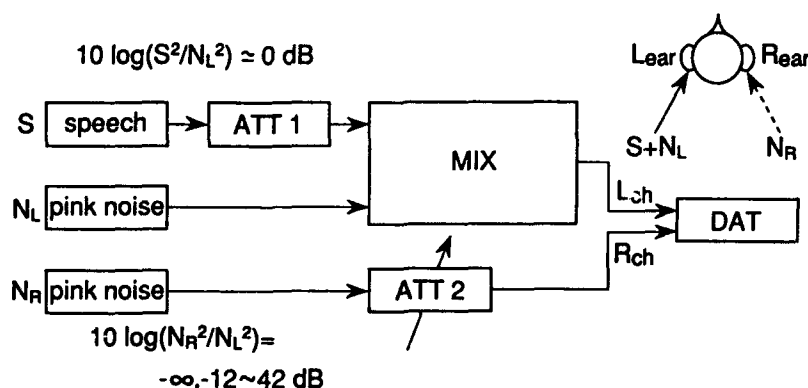 10 log(S²/N_L²) ≃ 0 dB
L_ear R_ear
S speech ATT 1
MIX
S+N_L N_R
N_L pink noise
L_ch
DAT
R_ch
N_R pink noise ATT 2
10 log(N_R²/N_L²)=
-∞,-12~42 dB